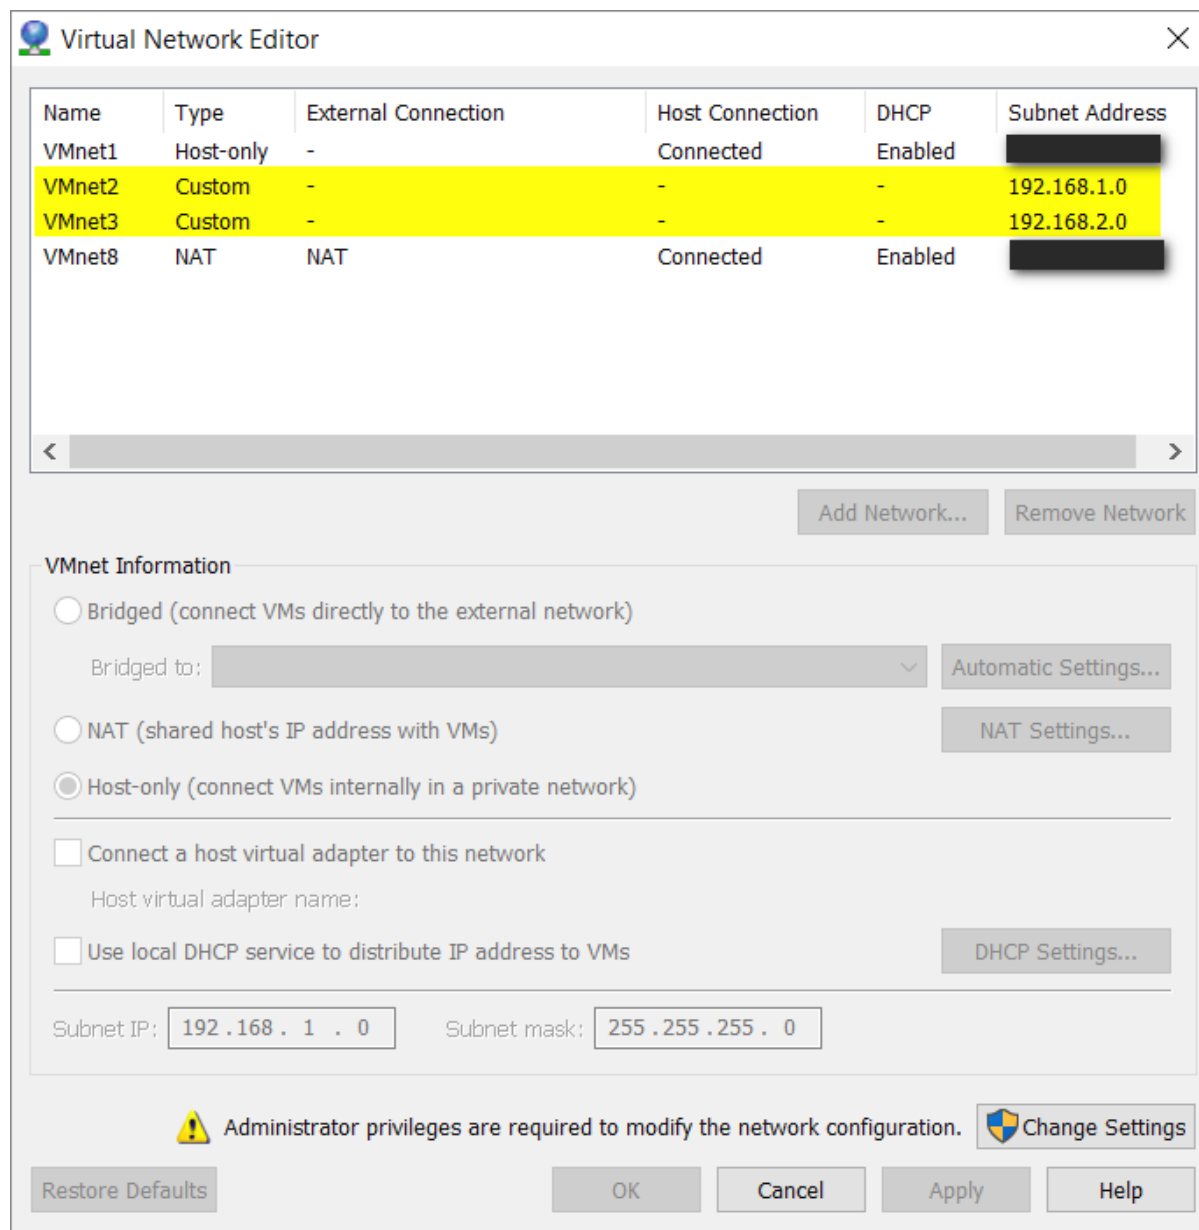 Virtual Network Editor
Name Type External Connection Host Connection DHCP Subnet Address
VMnet1 Host-only - Connected Enabled
VMnet2 Custom - - - 192.168.1.0
VMnet3 Custom - - - 192.168.2.0
VMnet8 NAT NAT Connected Enabled
Add Network... Remove Network
VMnet Information
Bridged (connect VMs directly to the external network)
Bridged to: Automatic Settings...
NAT (shared host's IP address with VMs) NAT Settings...
Host-only (connect VMs internally in a private network)
Connect a host virtual adapter to this network
Host virtual adapter name:
Use local DHCP service to distribute IP address to VMs DHCP Settings...
Subnet IP: 192 . 168 . 1 . 0 Subnet mask: 255 . 255 . 255 . 0
Administrator privileges are required to modify the network configuration. Change Settings
Restore Defaults OK Cancel Apply Help